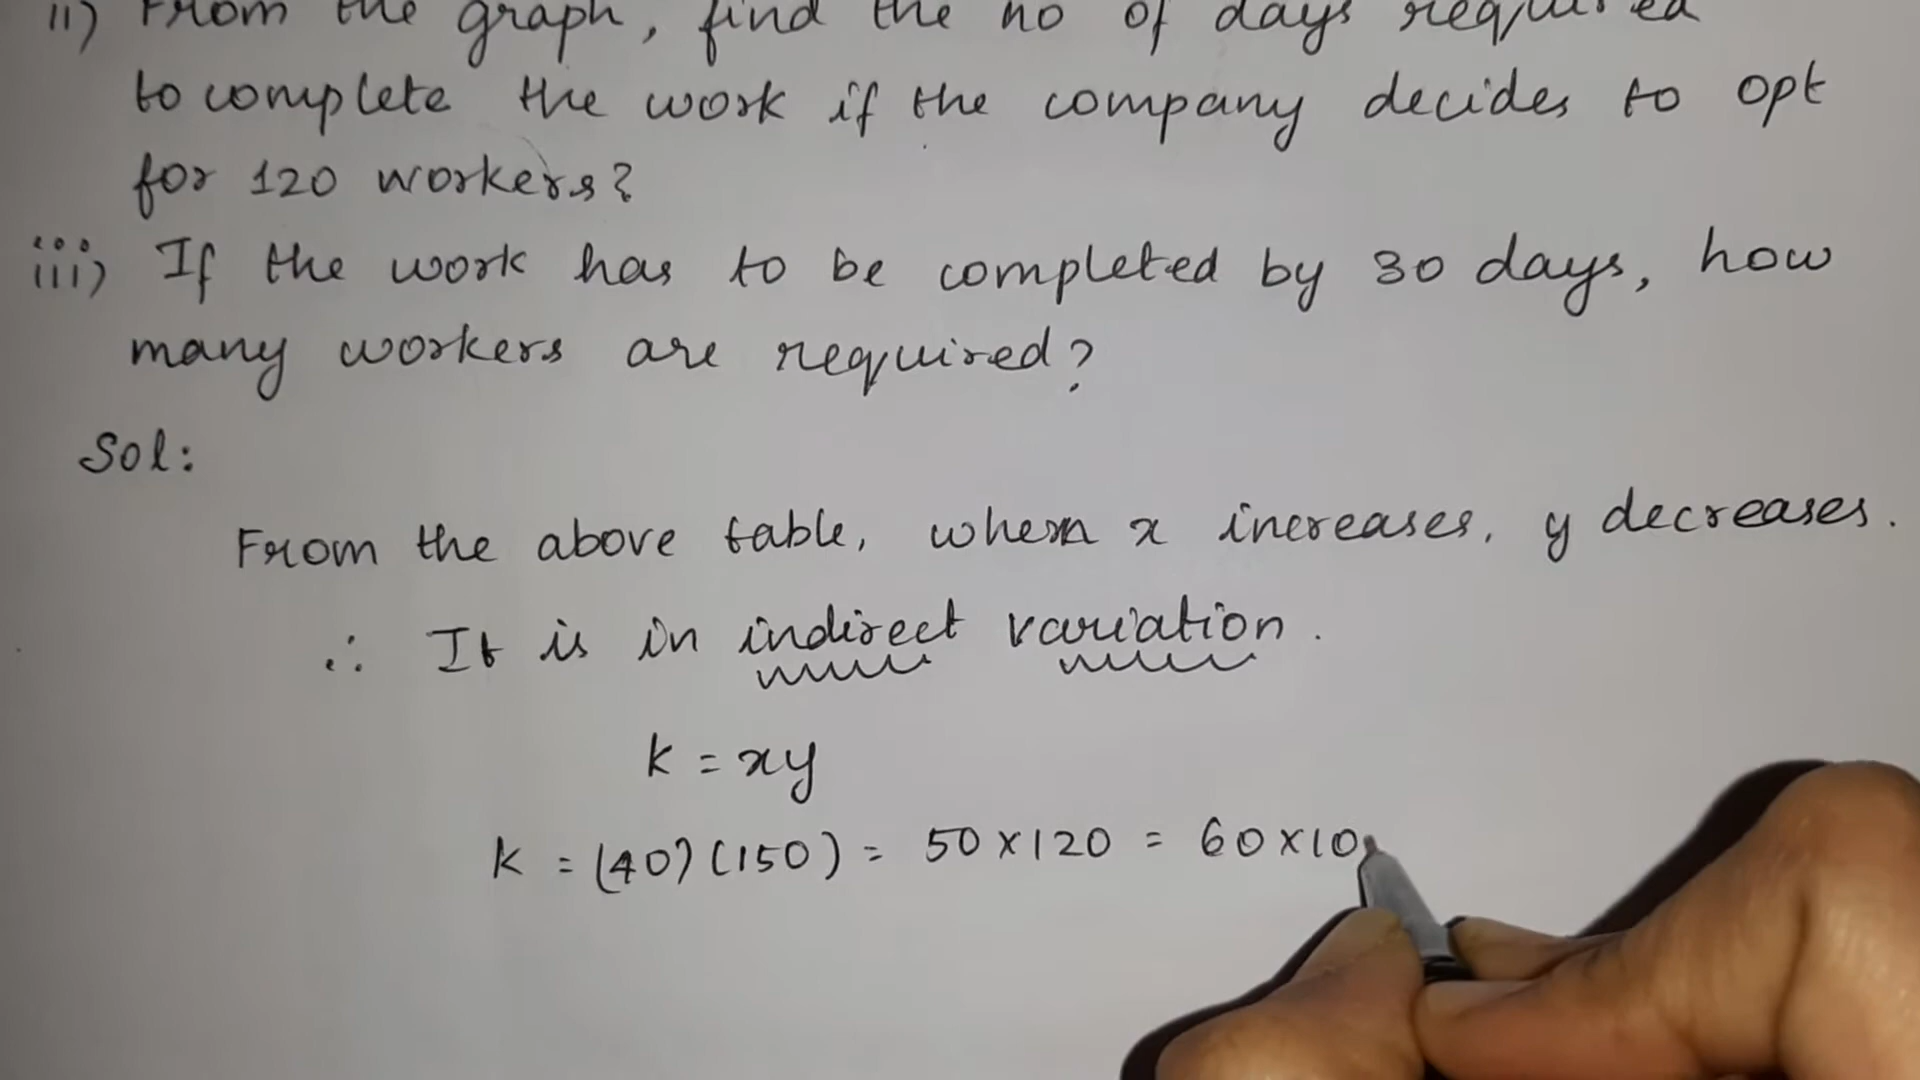 ii) From the graph, find the no of days required
to complete the work if the company decides to opt
for 120 workers?
iii) If the work has to be completed by 30 days, how
many workers are required?
Sol:
From the above table, when x increases, y decreases.
∴ It is in indirect variation.
k = xy
k = (40)(150) = 50×120 = 60×10